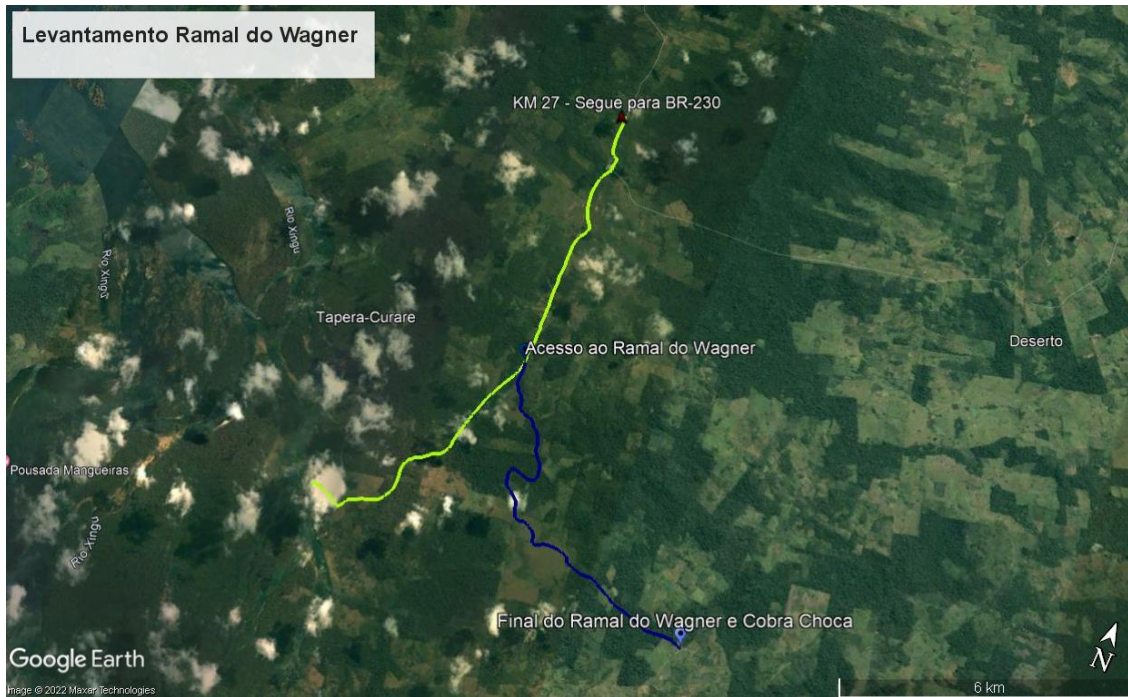 Levantamento Ramal do Wagner
KM 27 - Segue para BR-230
Rio Xingu
Rio Xingu
Tapera-Curare
Acesso ao Ramal do Wagner
Deserto
Pousada Mangueiras
Rio Xingu
Final do Ramal do Wagner e Cobra Choca
Google Earth
N
Image © 2022 Maxar Technologies
6 km